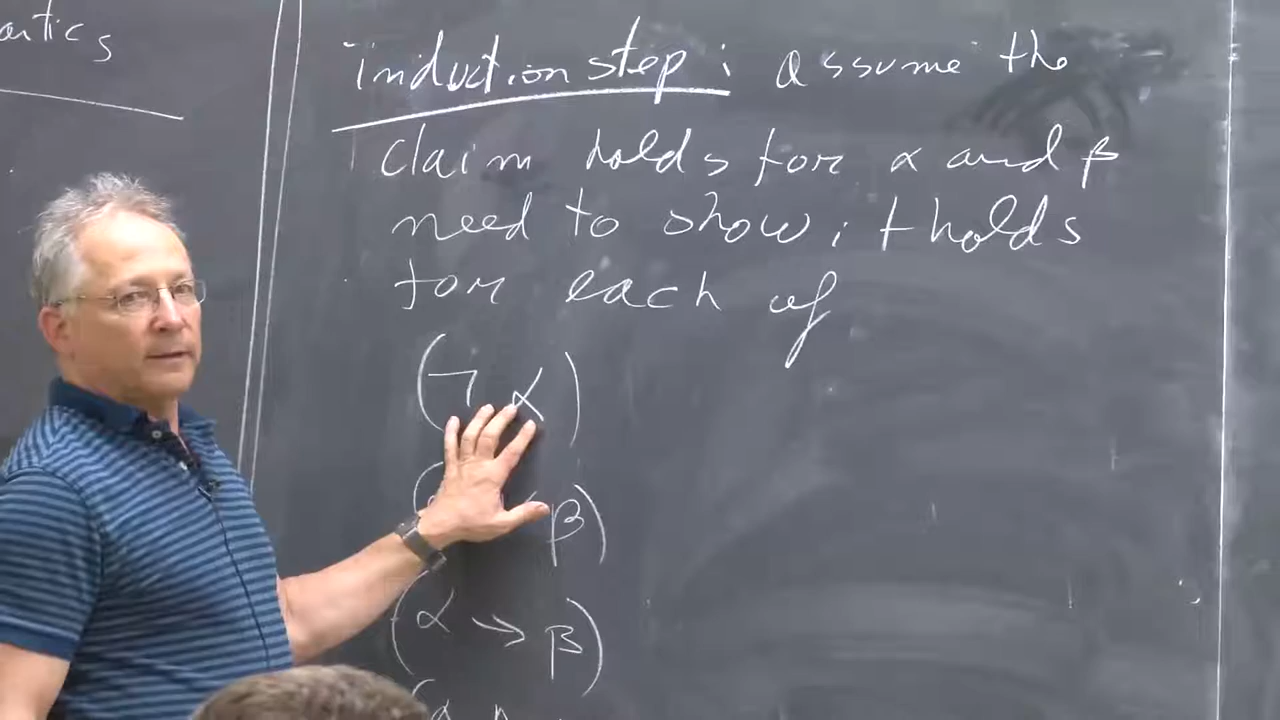 antics
induction step : assume the
claim holds for α and β
need to show it holds
for each of
(¬ α)
( β)
(α → β)
(α